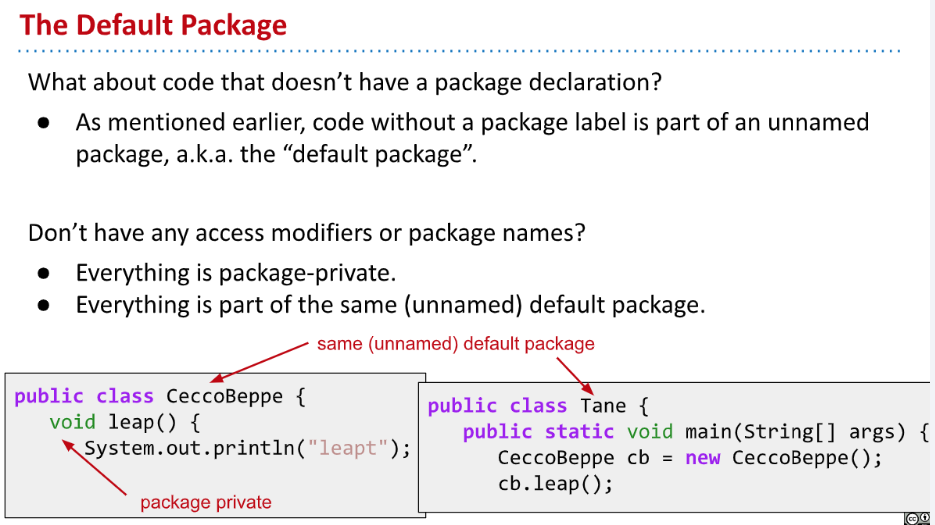 The Default Package
What about code that doesn’t have a package declaration?
● As mentioned earlier, code without a package label is part of an unnamed
package, a.k.a. the “default package”.
Don’t have any access modifiers or package names?
● Everything is package-private.
● Everything is part of the same (unnamed) default package.
same (unnamed) default package
public class CeccoBeppe {
void leap() {
System.out.println("leapt");
package private
public class Tane {
public static void main(String[] args) {
CeccoBeppe cb = new CeccoBeppe();
cb.leap();